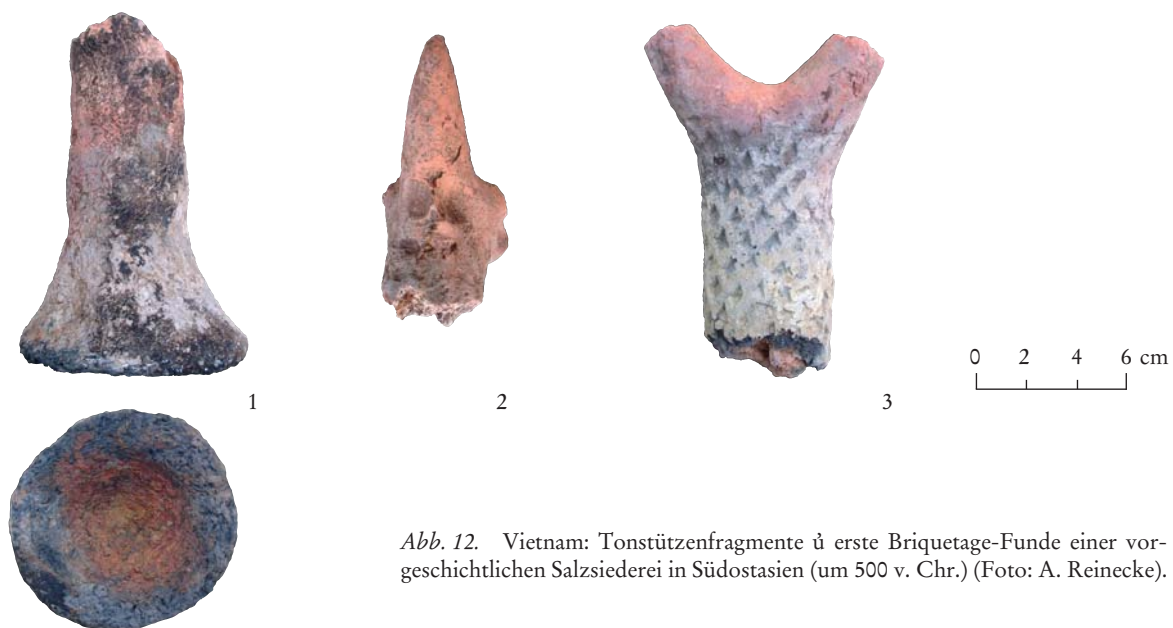 1
2
3
0 2 4 6 cm
Abb. 12. Vietnam: Tonstützenfragmente ủ erste Briquetage-Funde einer vor-
geschichtlichen Salzsiederei in Südostasien (um 500 v. Chr.) (Foto: A. Reinecke).